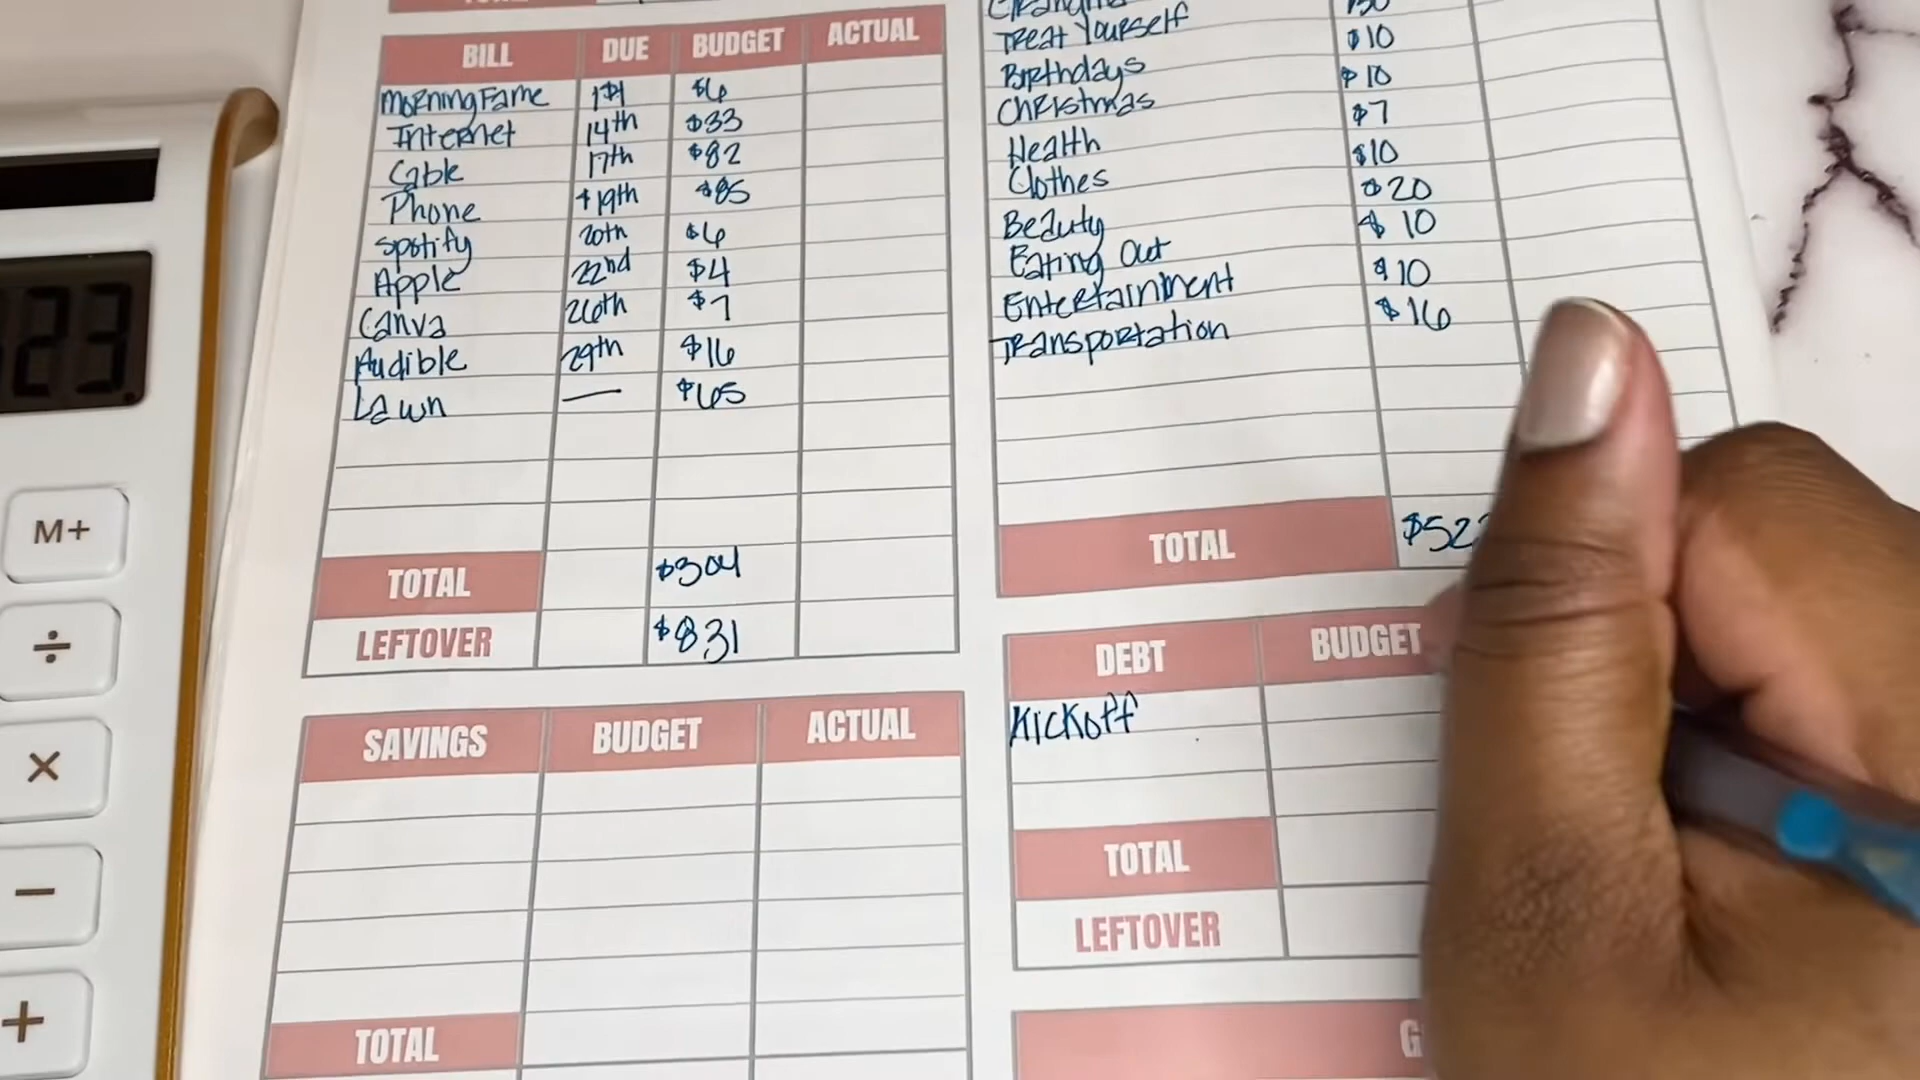 BILL DUE BUDGET ACTUAL
MorningFame 1st $6
Internet 14th $33
Cable 17th $82
Phone 19th $85
Spotify 20th $6
Apple 22nd $4
Canva 26th $7
Audible 29th $16
Lawn — $65
TOTAL $304
LEFTOVER $831
SAVINGS BUDGET ACTUAL
TOTAL
Treat Yourself $10
Birthdays $10
Christmas $7
Health $10
Clothes $20
Beauty $10
Eating Out
Entertainment $10
Transportation $16
TOTAL $52
DEBT BUDGET
Kickoff
TOTAL
LEFTOVER
G
23
M+
÷
×
−
+